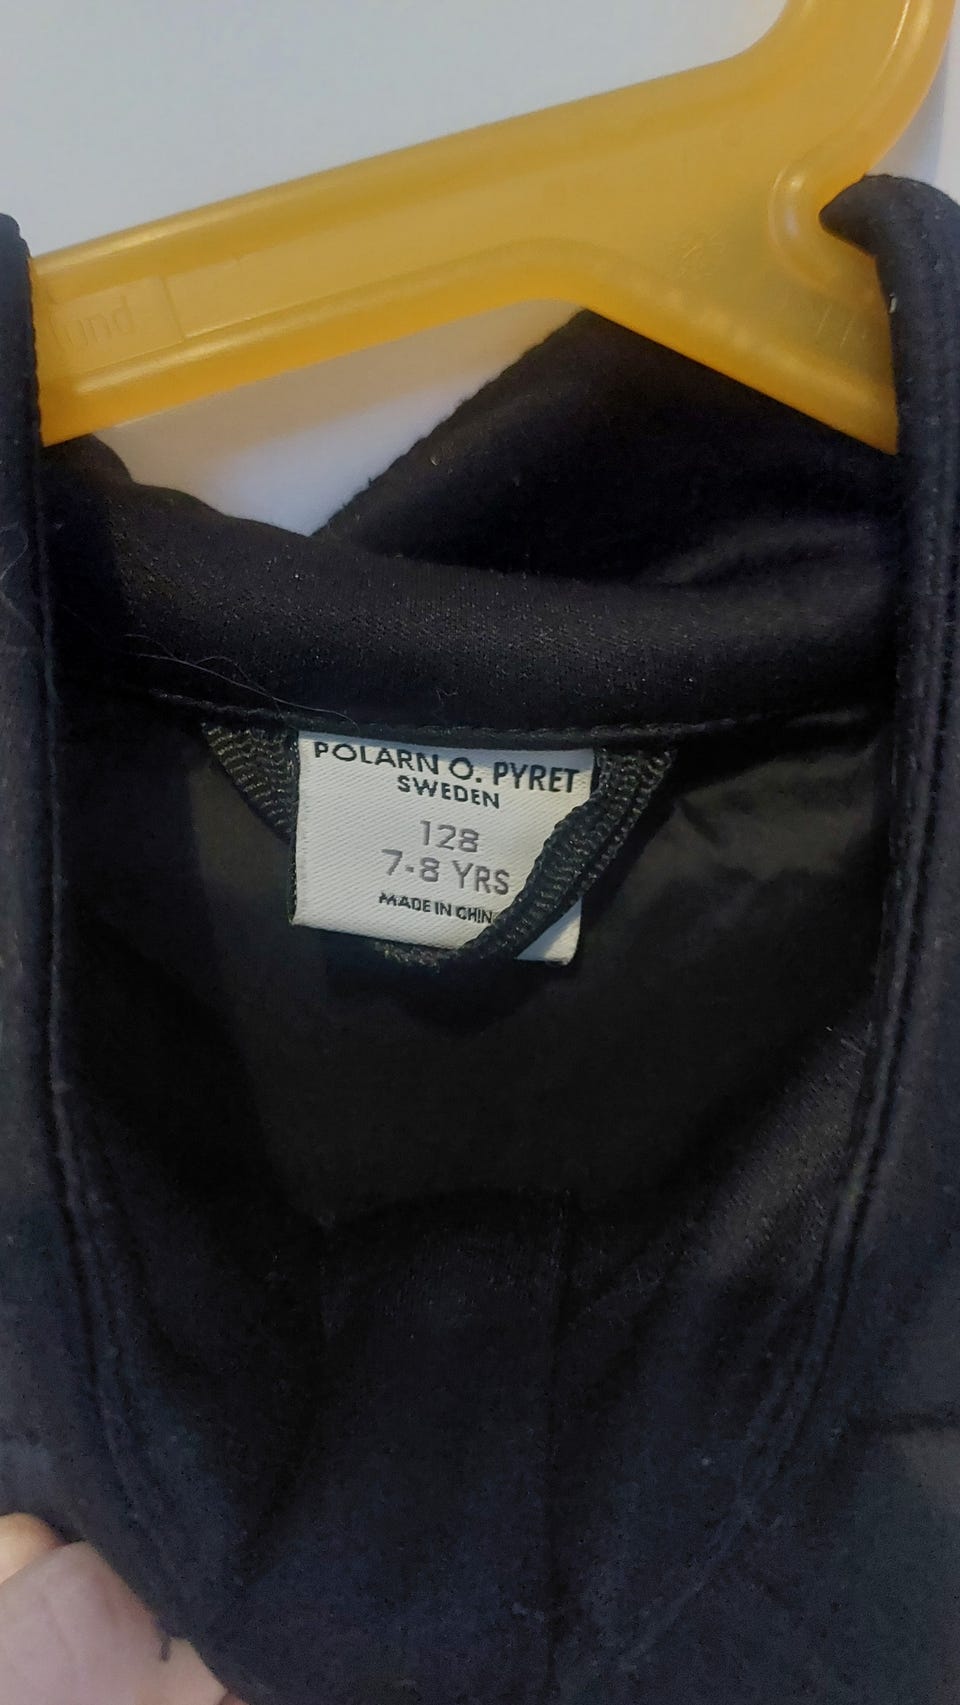 POLARN O. PYRET
SWEDEN
128
7-8 YRS
MADE IN CHIN